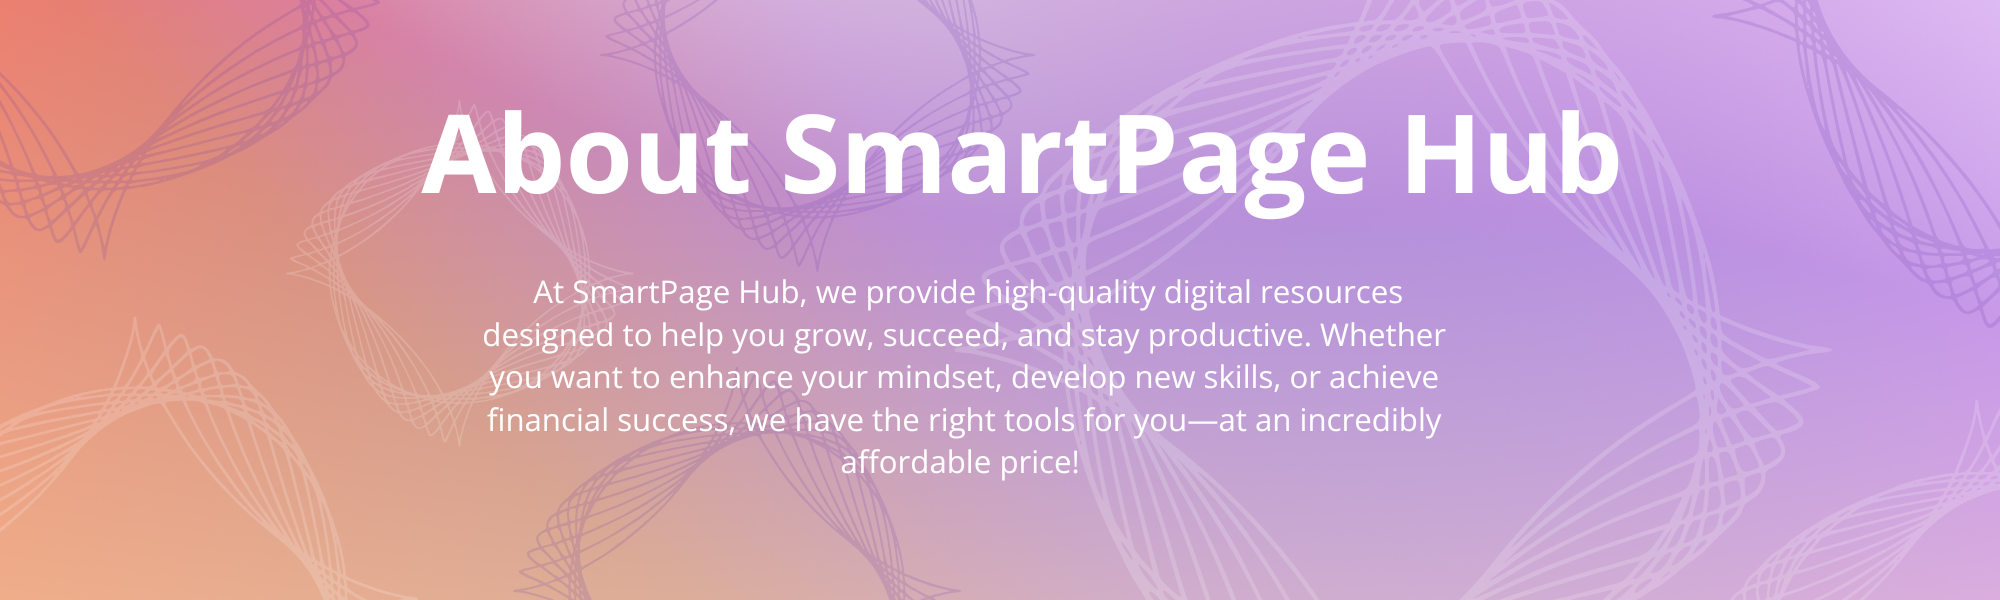 About SmartPage Hub
At SmartPage Hub, we provide high-quality digital resources
designed to help you grow, succeed, and stay productive. Whether
you want to enhance your mindset, develop new skills, or achieve
financial success, we have the right tools for you—at an incredibly
affordable price!